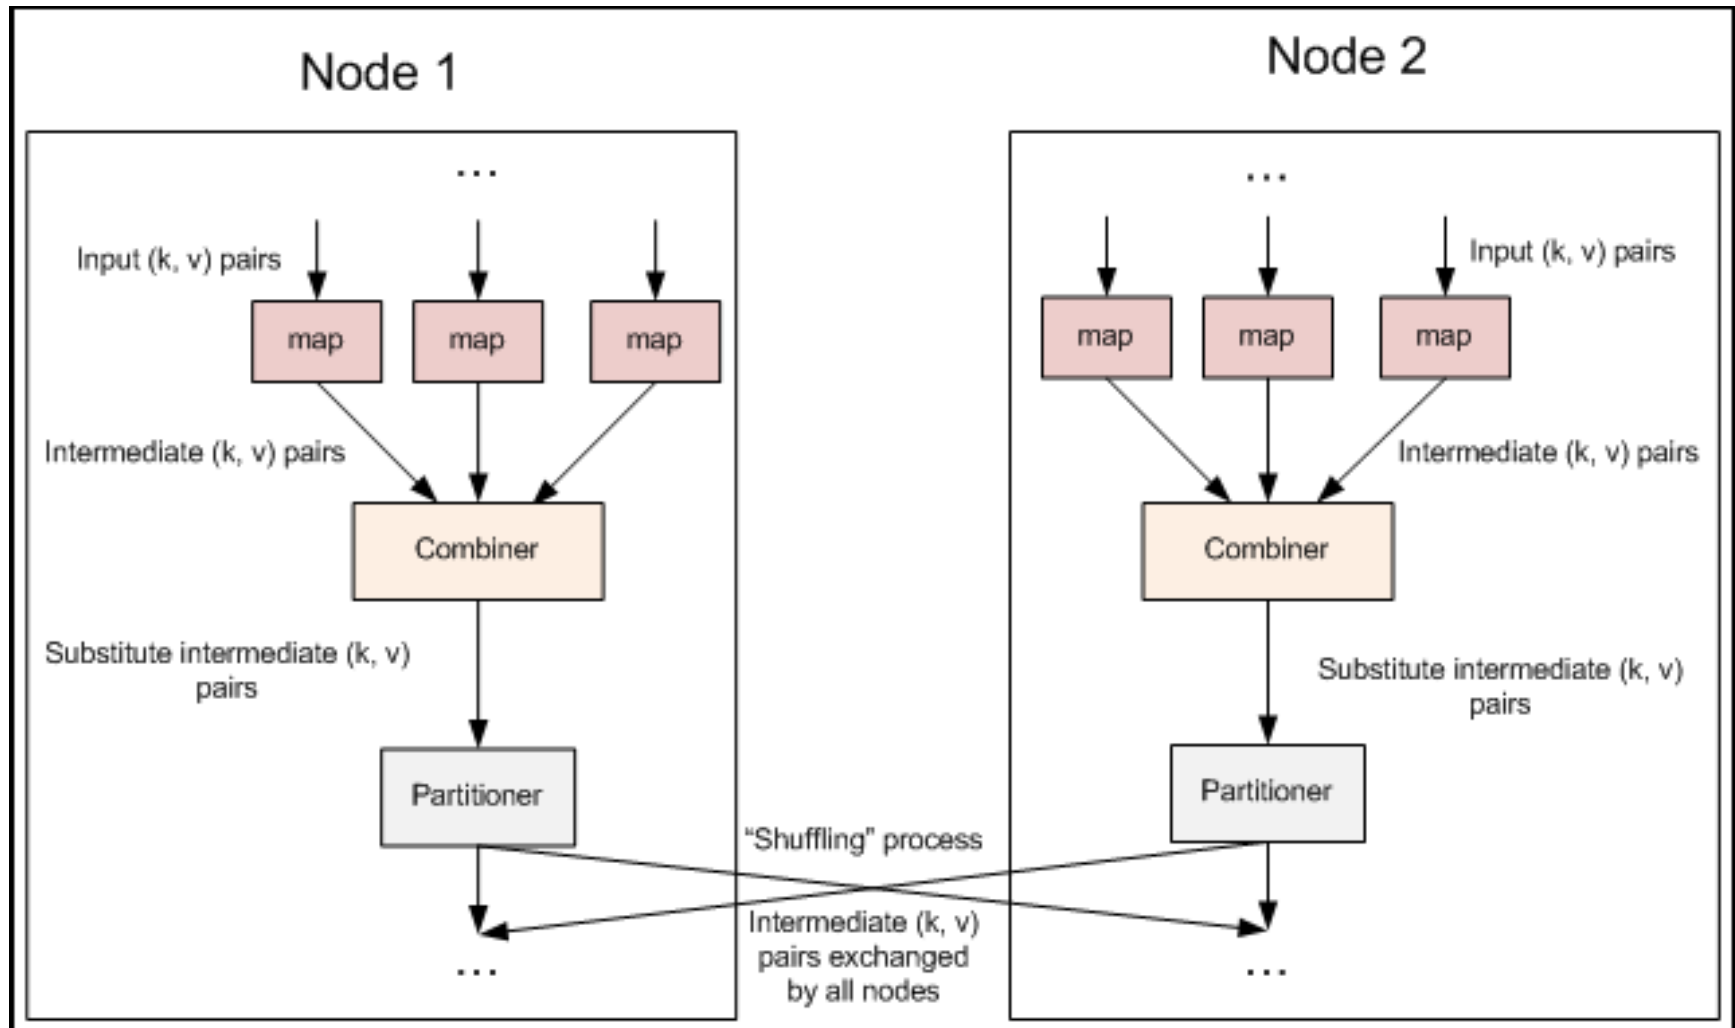 Node 1
Node 2
...
...
Input (k, v) pairs
Input (k, v) pairs
map
map
map
map
map
map
Intermediate (k, v) pairs
Intermediate (k, v) pairs
Combiner
Combiner
Substitute intermediate (k, v)
pairs
Substitute intermediate (k, v)
pairs
Partitioner
Partitioner
“Shuffling” process
Intermediate (k, v)
pairs exchanged
by all nodes
...
...